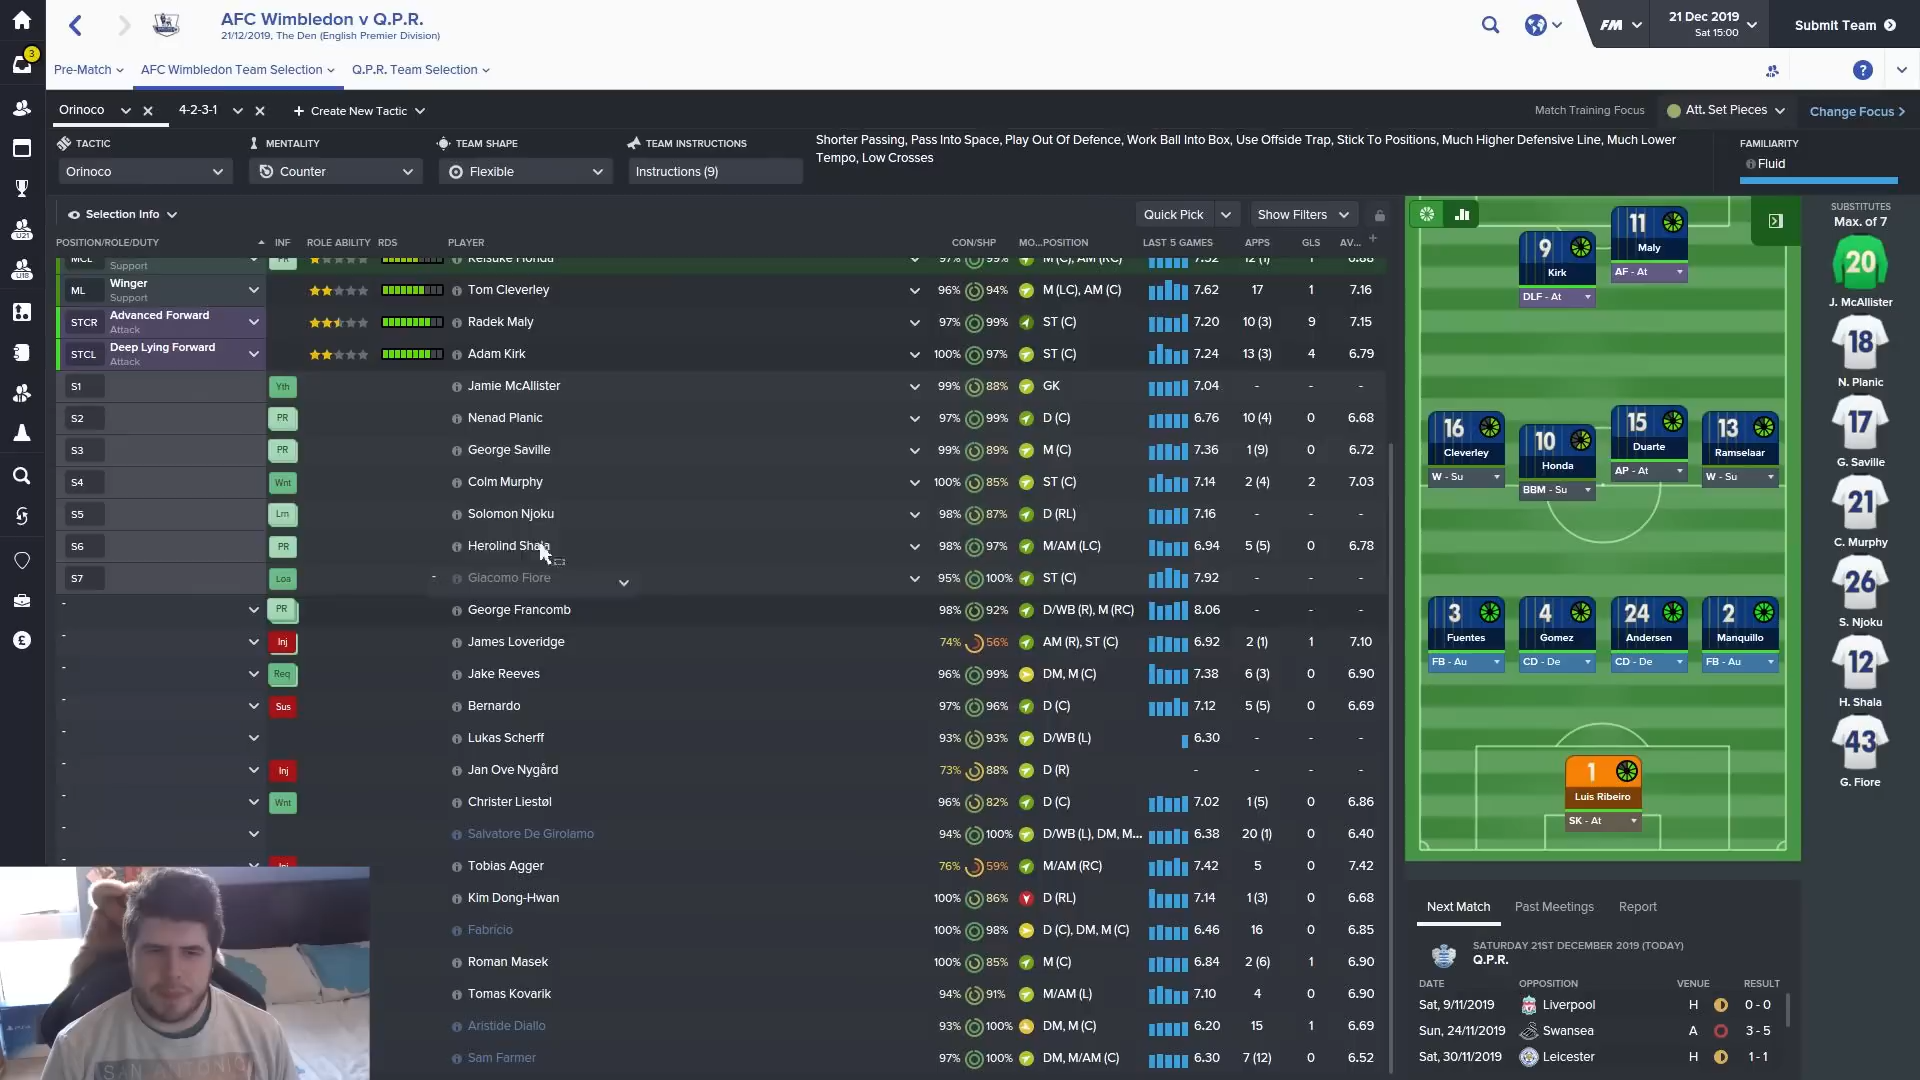 AFC Wimbledon v Q.P.R.
21/12/2019, The Den (English Premier Division)
FM
21 Dec 2019
Sat 15:00
Submit Team
3
Pre-Match
AFC Wimbledon Team Selection
Q.P.R. Team Selection
?
Orinoco
4-2-3-1
+ Create New Tactic
Match Training Focus
Att. Set Pieces
Change Focus >
TACTIC
Orinoco
MENTALITY
Counter
TEAM SHAPE
Flexible
TEAM INSTRUCTIONS
Instructions (9)
Shorter Passing, Pass Into Space, Play Out Of Defence, Work Ball Into Box, Use Offside Trap, Stick To Positions, Much Higher Defensive Line, Much Lower
Tempo, Low Crosses
FAMILIARITY
Fluid
Selection Info
Quick Pick
Show Filters
POSITION/ROLE/DUTY INF ROLE ABILITY RDS PLAYER CON/SHP MO... POSITION LAST 5 GAMES APPS GLS AV...
MCL Support PR Keisuke Honda 97% 99% M (C), AM (RC) 7.32 12 (1) 1 6.88
ML Winger Support Tom Cleverley 96% 94% M (LC), AM (C) 7.62 17 1 7.16
STCR Advanced Forward Attack Radek Maly 97% 99% ST (C) 7.20 10 (3) 9 7.15
STCL Deep Lying Forward Attack Adam Kirk 100% 97% ST (C) 7.24 13 (3) 4 6.79
S1 Yth Jamie McAllister 99% 88% GK 7.04 - - -
S2 PR Nenad Planic 97% 99% D (C) 6.76 10 (4) 0 6.68
S3 PR George Saville 99% 89% M (C) 7.36 1 (9) 0 6.72
S4 Wnt Colm Murphy 100% 85% ST (C) 7.14 2 (4) 2 7.03
S5 Lrn Solomon Njoku 98% 87% D (RL) 7.16 - - -
S6 PR Herolind Shala 98% 97% M/AM (LC) 6.94 5 (5) 0 6.78
S7 Loa - Giacomo Fiore 95% 100% ST (C) 7.92 - - -
- PR George Francomb 98% 92% D/WB (R), M (RC) 8.06 - - -
- Inj James Loveridge 74% 56% AM (R), ST (C) 6.92 2 (1) 1 7.10
- Req Jake Reeves 96% 99% DM, M (C) 7.38 6 (3) 0 6.90
- Sus Bernardo 97% 96% D (C) 7.12 5 (5) 0 6.69
- Lukas Scherff 93% 93% D/WB (L) 6.30 - - -
- Inj Jan Ove Nygård 73% 88% D (R) - - - -
- Wnt Christer Liestøl 96% 82% D (C) 7.02 1 (5) 0 6.86
- Salvatore De Girolamo 94% 100% D/WB (L), DM, M... 6.38 20 (1) 0 6.40
- Inj Tobias Agger 76% 59% M/AM (RC) 7.42 5 0 7.42
Kim Dong-Hwan 100% 86% D (RL) 7.14 1 (3) 0 6.68
Fabrício 100% 98% D (C), DM, M (C) 6.46 16 0 6.85
Roman Masek 100% 85% M (C) 6.84 2 (6) 1 6.90
Tomas Kovarik 94% 91% M/AM (L) 7.10 4 0 6.90
Aristide Diallo 93% 100% DM, M (C) 6.20 15 1 6.69
Sam Farmer 97% 100% DM, M/AM (C) 6.30 7 (12) 0 6.52
SAN ANTONIO
11
Maly
AF - At
9
Kirk
DLF - At
16
Cleverley
W - Su
10
Honda
BBM - Su
15
Duarte
AP - At
13
Ramselaar
W - Su
3
Fuentes
FB - Au
4
Gomez
CD - De
24
Andersen
CD - De
2
Manquillo
FB - Au
1
Luis Ribeiro
SK - At
SUBSTITUTES
Max. of 7
20
J. McAllister
18
N. Planic
17
G. Saville
21
C. Murphy
26
S. Njoku
12
H. Shala
43
G. Fiore
Next Match
Past Meetings
Report
SATURDAY 21ST DECEMBER 2019 (TODAY)
Q.P.R.
DATE OPPOSITION VENUE RESULT
Sat, 9/11/2019 Liverpool H 0 - 0
Sun, 24/11/2019 Swansea A 3 - 5
Sat, 30/11/2019 Leicester H 1 - 1